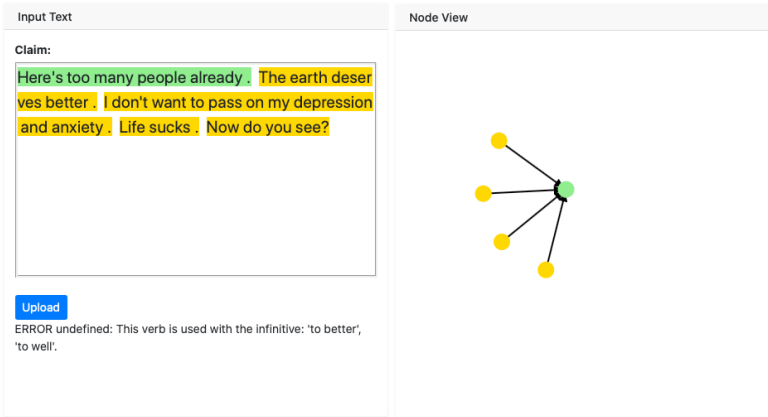 Input Text
Claim:
Here's too many people already . The earth deser
ves better . I don't want to pass on my depression
and anxiety . Life sucks . Now do you see?
Upload
ERROR undefined: This verb is used with the infinitive: 'to better',
'to well'.
Node View